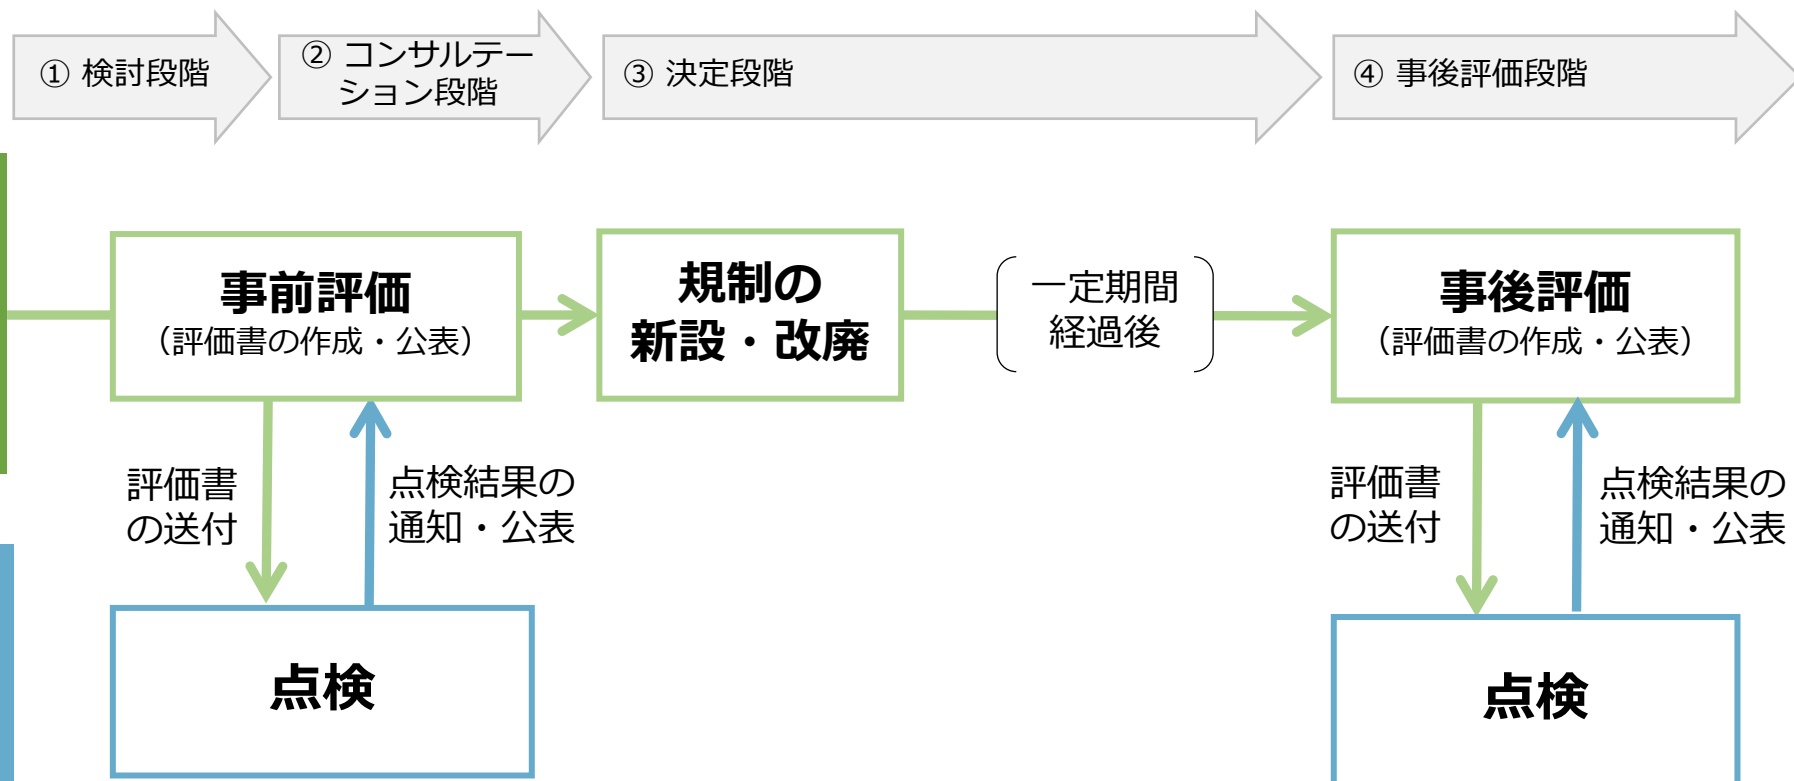 ① 検討段階
② コンサルテー
ション段階
③ 決定段階
④ 事後評価段階
事前評価
（評価書の作成・公表）
規制の
新設・改廃
一定期間
経過後
事後評価
（評価書の作成・公表）
評価書
の送付
点検結果の
通知・公表
評価書
の送付
点検結果の
通知・公表
点検
点検